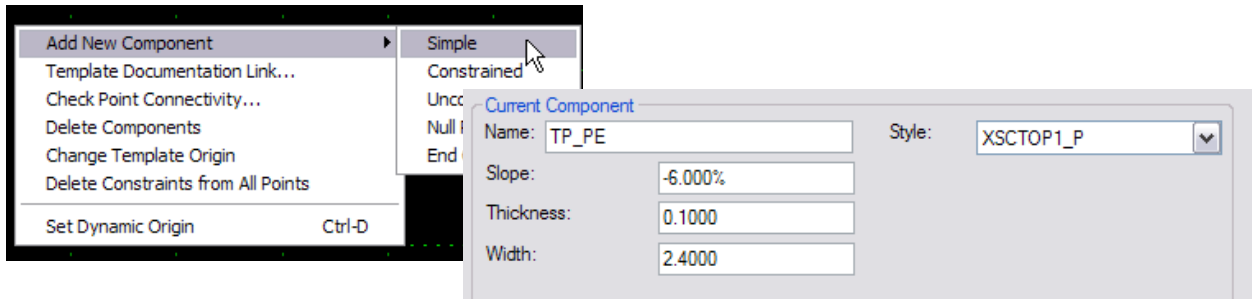 Add New Component
Template Documentation Link...
Check Point Connectivity...
Delete Components
Change Template Origin
Delete Constraints from All Points
Set Dynamic Origin Ctrl-D
Simple
Constrained
Current Component
Name: TP_PE Style: XSCTOP1_P
Slope: -6.000%
Thickness: 0.1000
Width: 2.4000